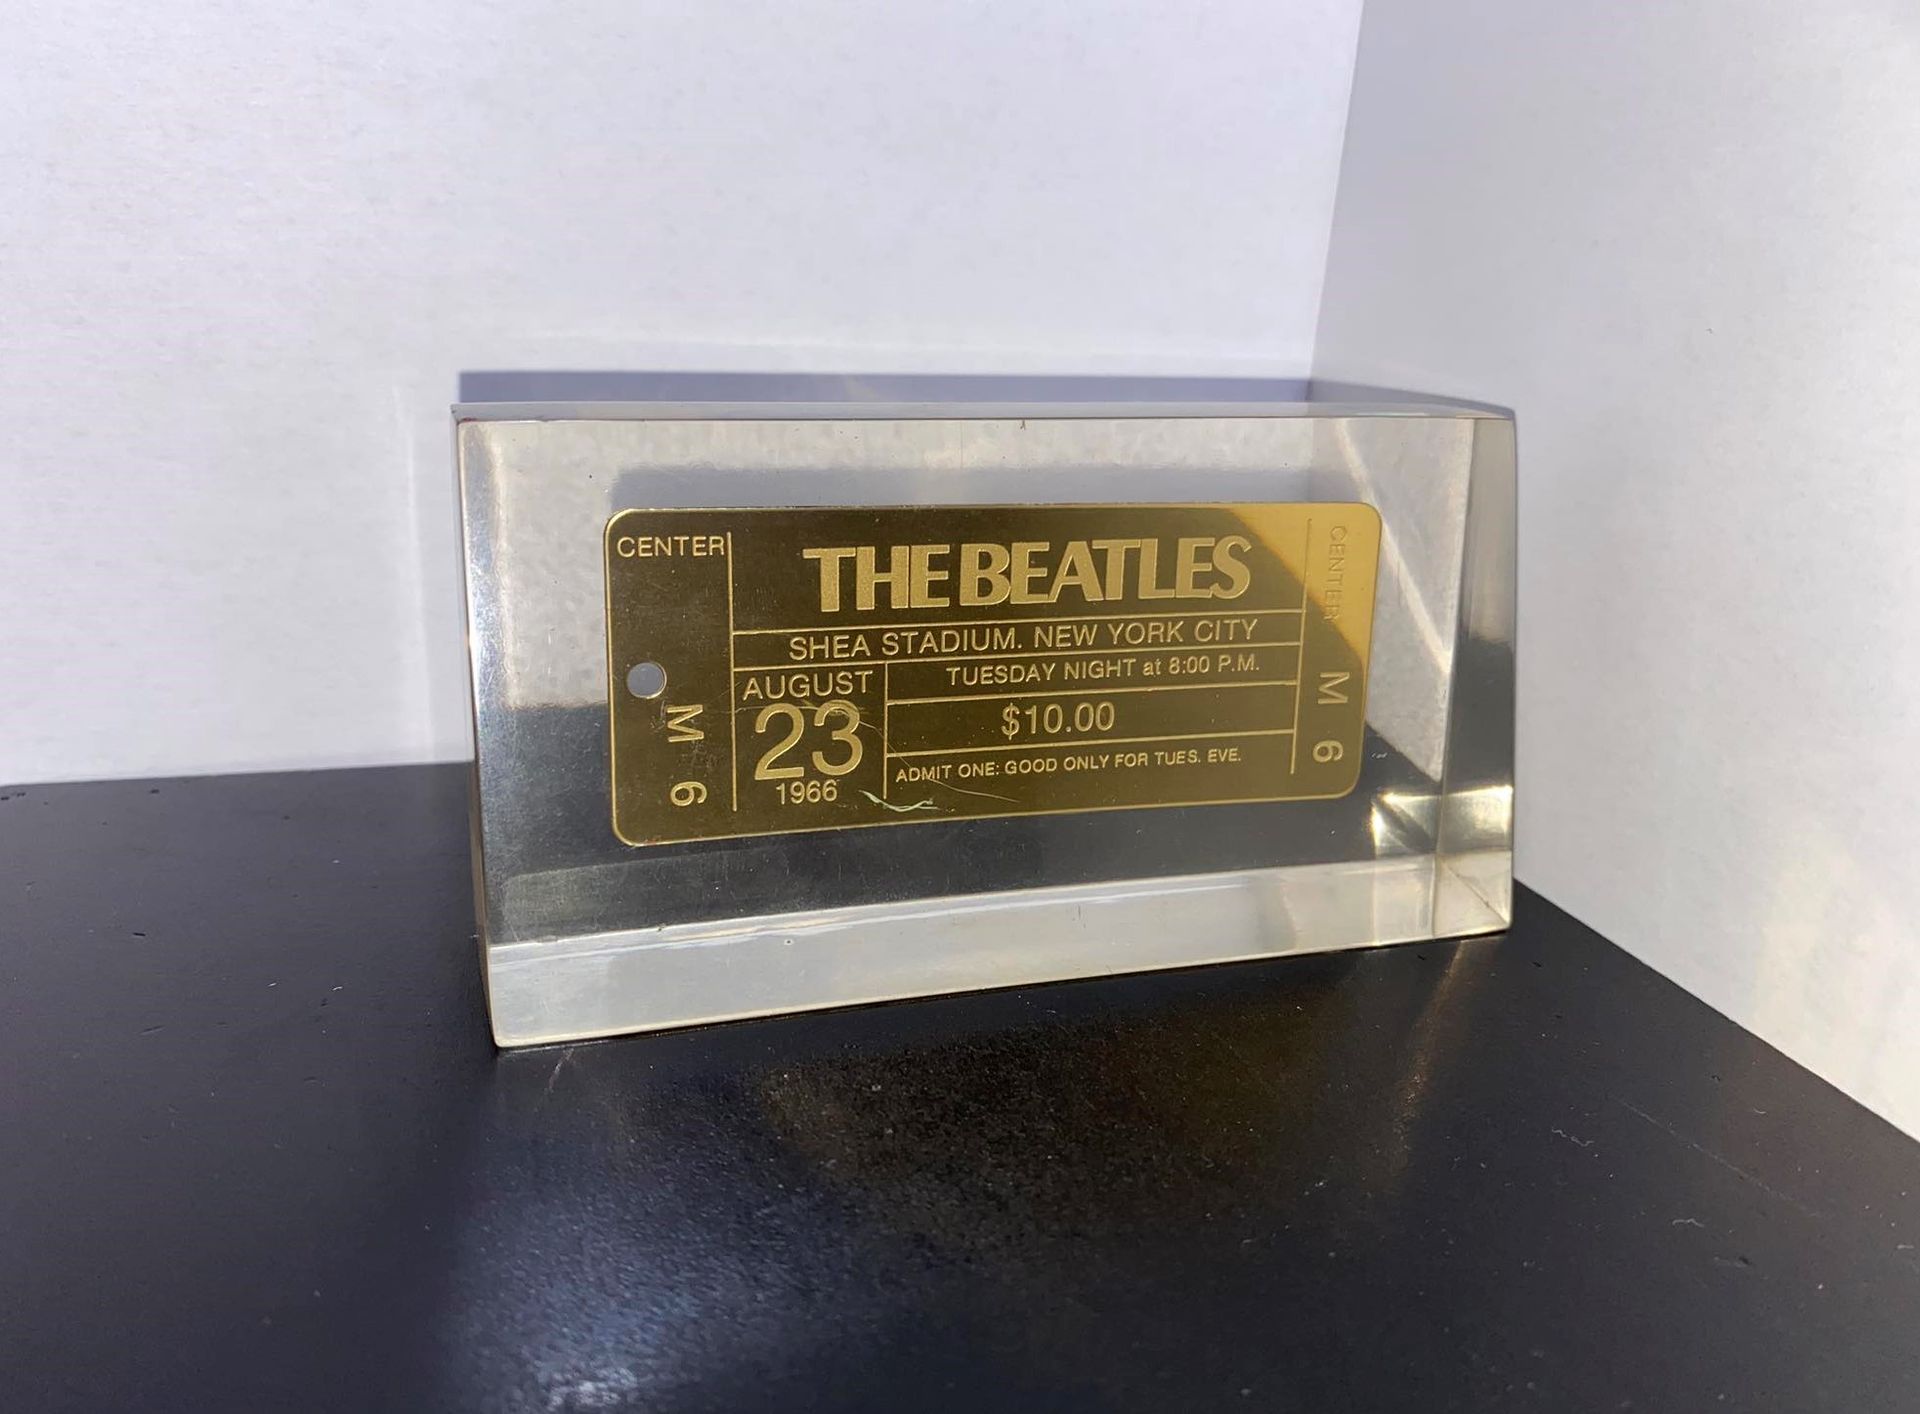 CENTER
M 6
THE BEATLES
SHEA STADIUM. NEW YORK CITY
AUGUST
23
1966
TUESDAY NIGHT at 8:00 P.M.
$10.00
ADMIT ONE: GOOD ONLY FOR TUES. EVE.
CENTER
M 6